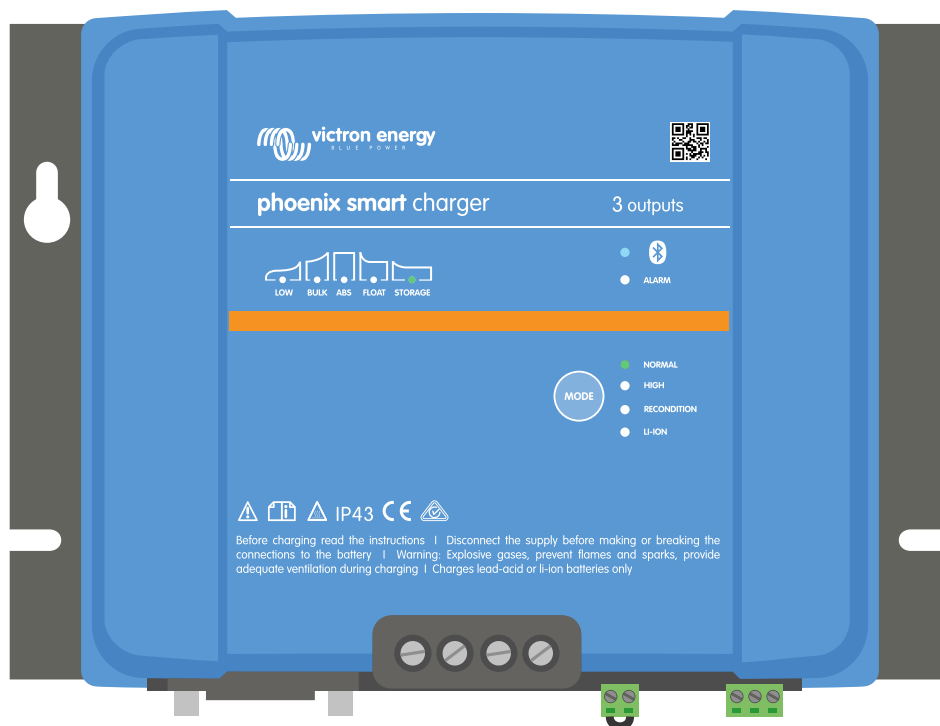 victron energy
BLUE POWER
phoenix smart charger 3 outputs
LOW BULK ABS FLOAT STORAGE
ALARM
NORMAL
HIGH
MODE
RECONDITION
LI-ION
IP43 CE
Before charging read the instructions | Disconnect the supply before making or breaking the
connections to the battery | Warning: Explosive gases, prevent flames and sparks, provide
adequate ventilation during charging | Charges lead-acid or li-ion batteries only